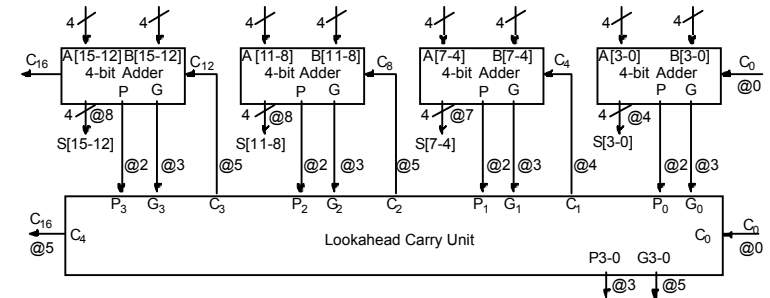 4 4 4 4 4 4 4 4
C16 A[15-12] B[15-12] C12 A[11-8] B[11-8] C8 A[7-4] B[7-4] C4 A[3-0] B[3-0] C0
4-bit Adder 4-bit Adder 4-bit Adder 4-bit Adder @0
P G P G P G P G
4 @8 4 @8 4 @7 4 @4
S[15-12] S[11-8] S[7-4] S[3-0]
@2 @3 @5 @2 @3 @5 @2 @3 @4 @2 @3
P3 G3 C3 P2 G2 C2 P1 G1 C1 P0 G0
C16 C4 Lookahead Carry Unit C0 C0
@5 @0
P3-0 G3-0
@3 @5